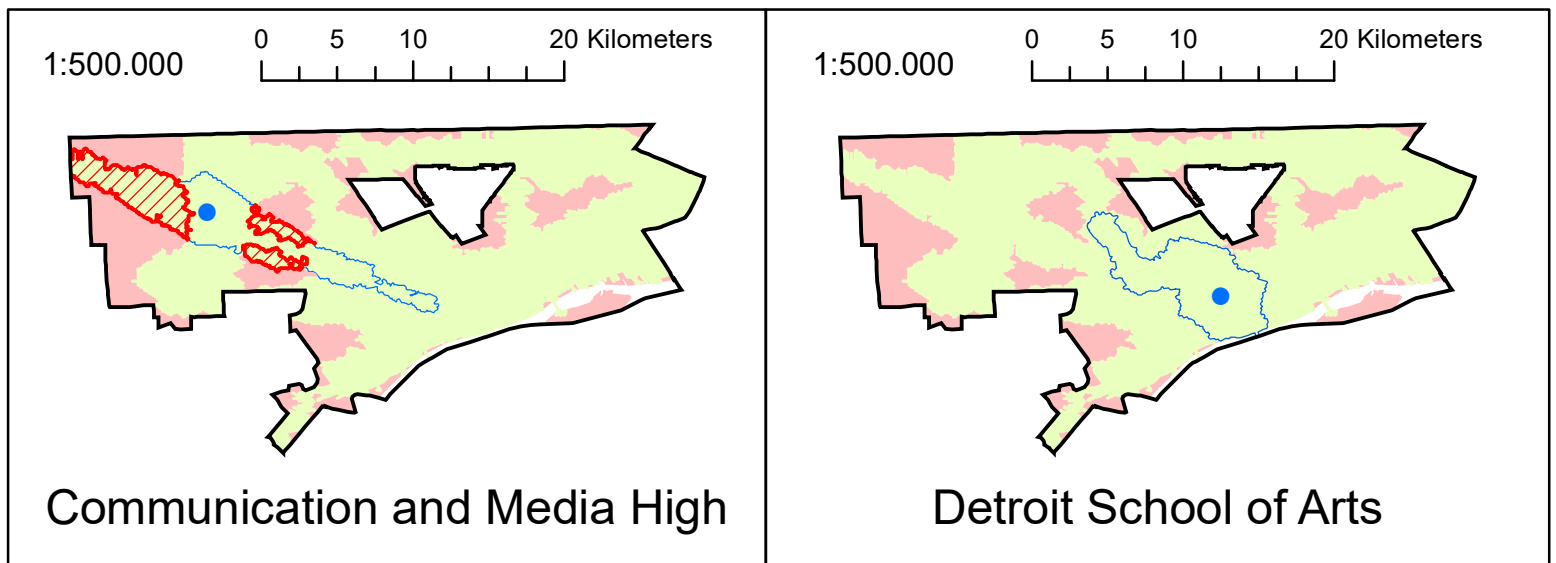 0 5 10 20 Kilometers
1:500.000
Communication and Media High
0 5 10 20 Kilometers
1:500.000
Detroit School of Arts